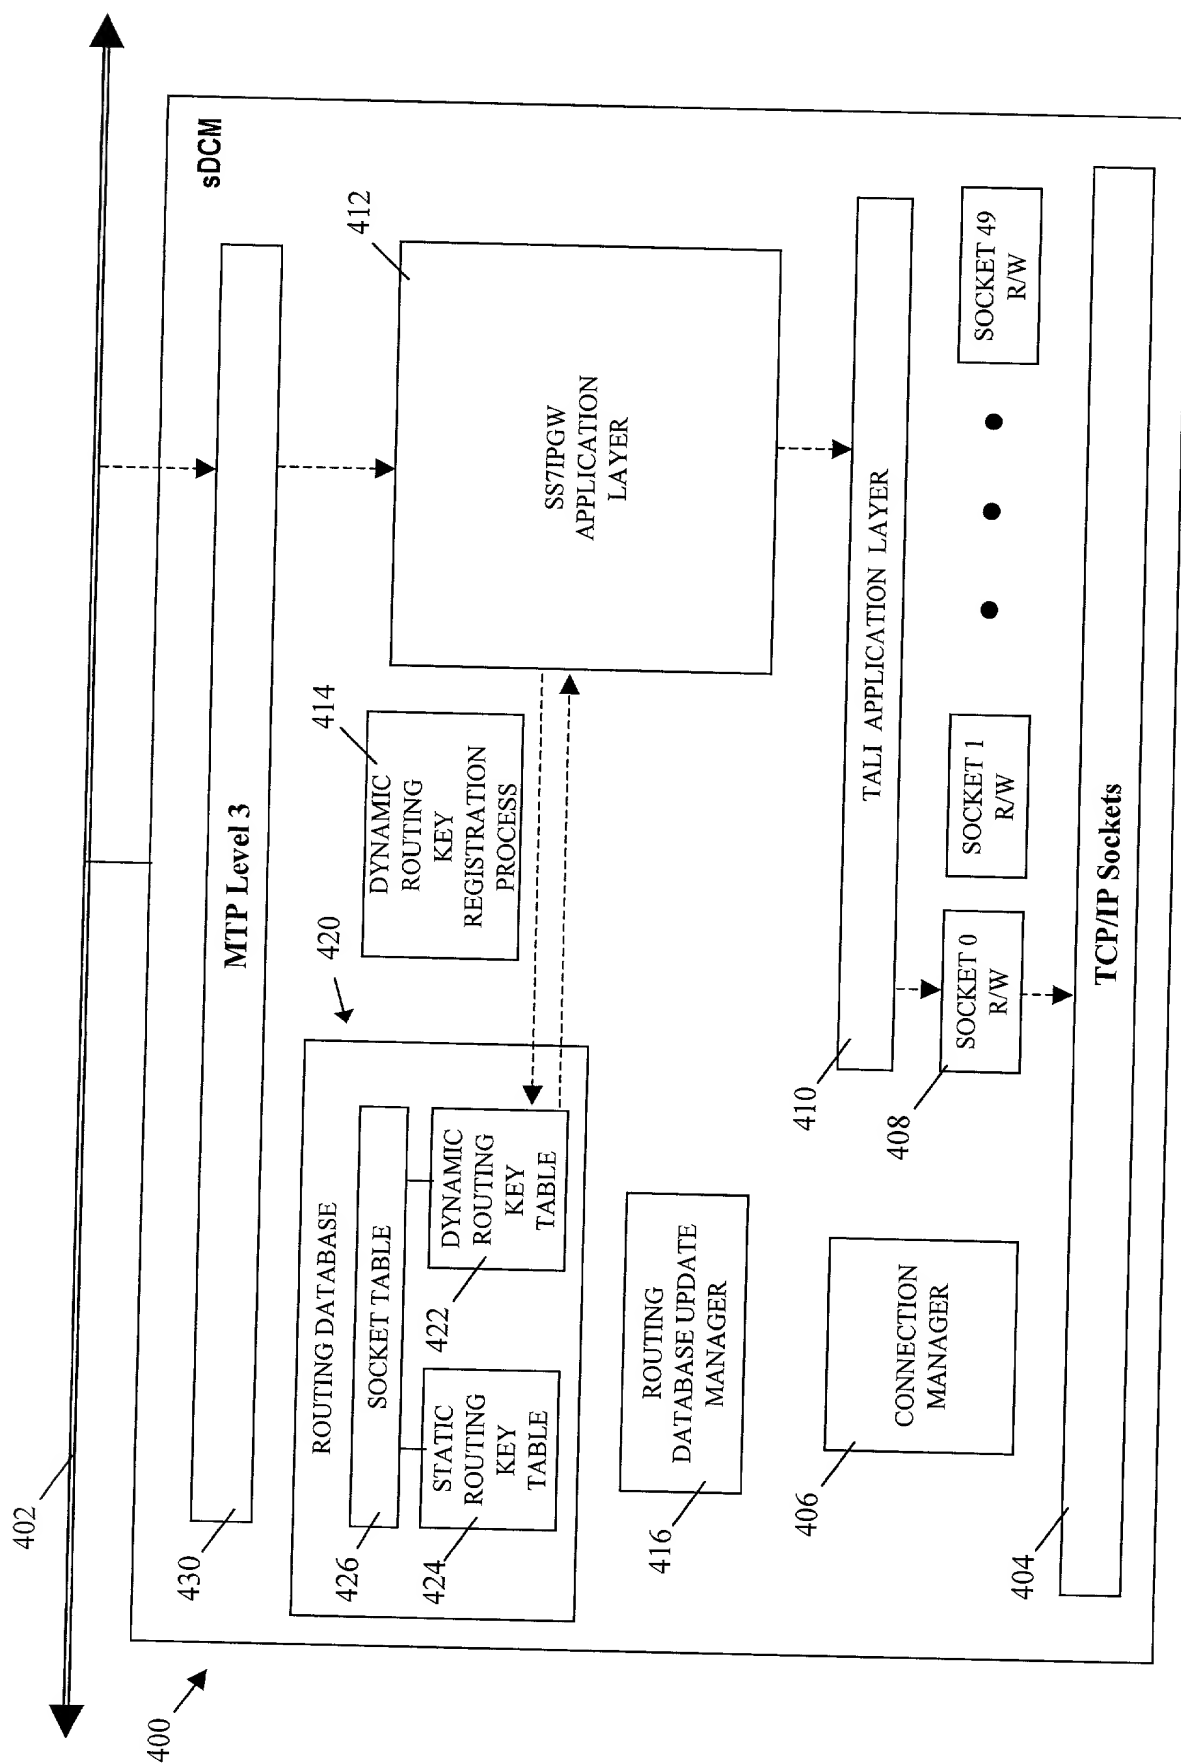 402
400
sDCM
430
MTP Level 3
420
ROUTING DATABASE
426
SOCKET TABLE
424
STATIC
ROUTING
KEY
TABLE
422
DYNAMIC
ROUTING
KEY
TABLE
414
DYNAMIC
ROUTING
KEY
REGISTRATION
PROCESS
412
SS7IPGW
APPLICATION
LAYER
416
ROUTING
DATABASE UPDATE
MANAGER
406
CONNECTION
MANAGER
410
TALI APPLICATION LAYER
408
SOCKET 0
R/W
SOCKET 1
R/W
SOCKET 49
R/W
404
TCP/IP Sockets